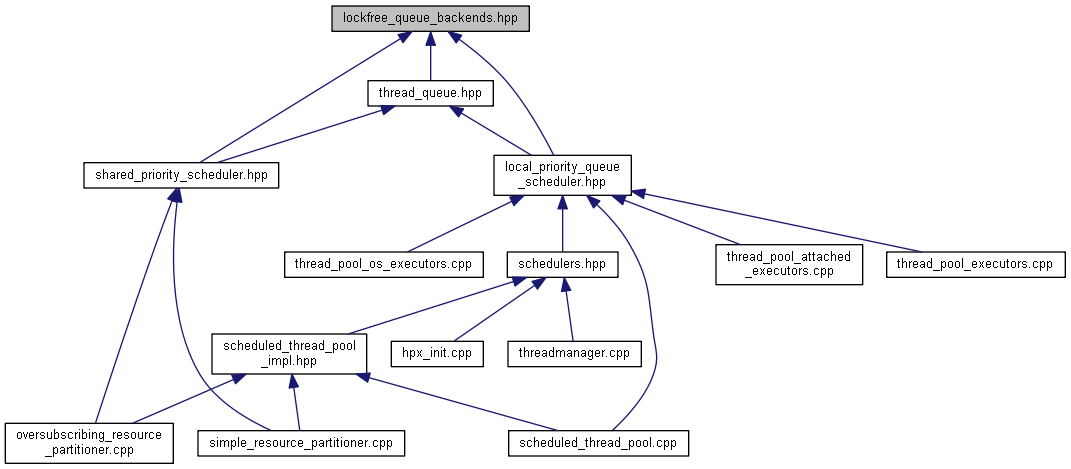 lockfree_queue_backends.hpp
thread_queue.hpp
shared_priority_scheduler.hpp
local_priority_queue
_scheduler.hpp
thread_pool_os_executors.cpp
schedulers.hpp
thread_pool_attached
_executors.cpp
thread_pool_executors.cpp
scheduled_thread_pool
_impl.hpp
hpx_init.cpp
threadmanager.cpp
oversubscribing_resource
_partitioner.cpp
simple_resource_partitioner.cpp
scheduled_thread_pool.cpp